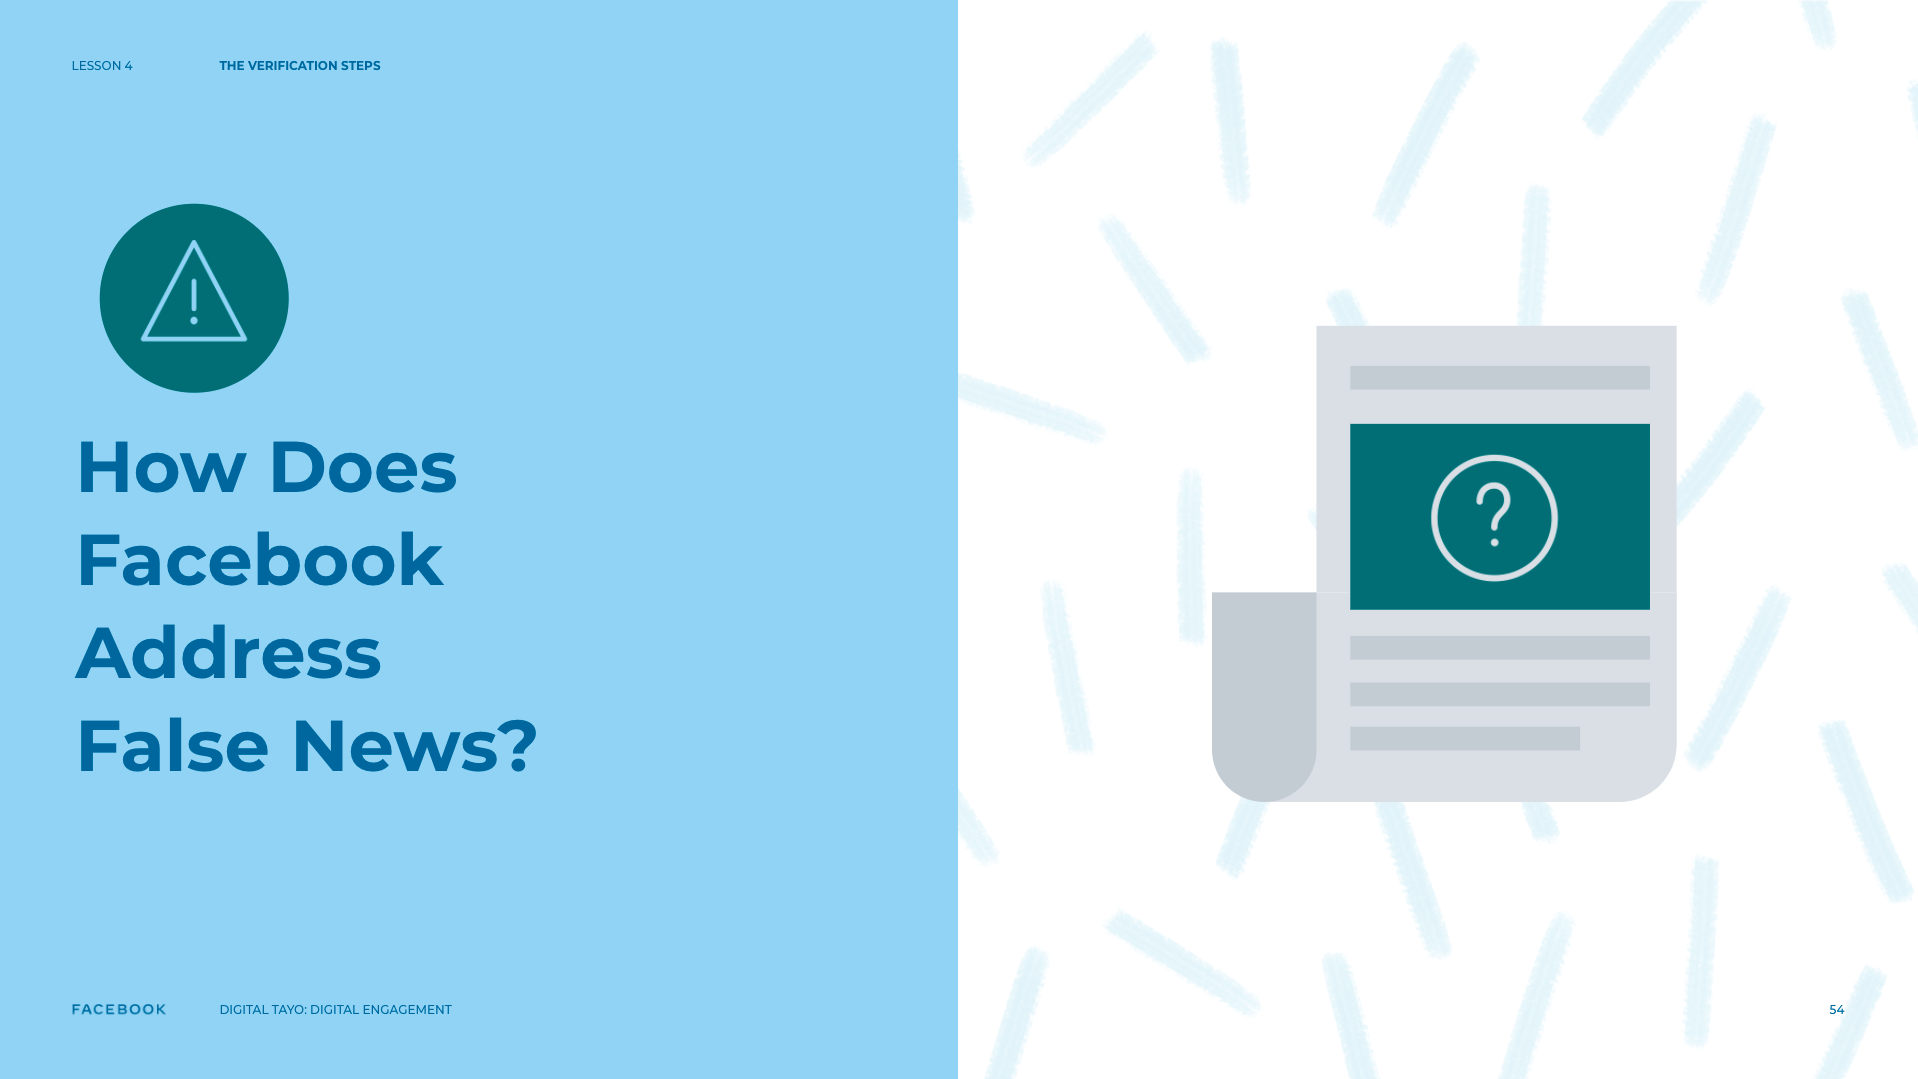 LESSON 4
THE VERIFICATION STEPS
How Does
Facebook
Address
False News?
?
FACEBOOK
DIGITAL TAYO: DIGITAL ENGAGEMENT
54